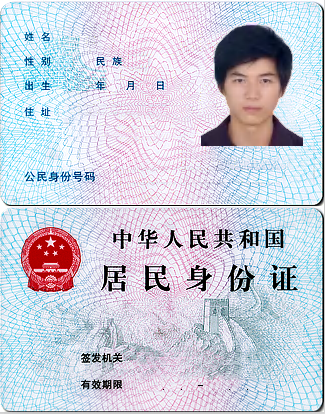 姓 名
性 别 民 族
出 生 年 月 日
住 址
公民身份号码
中华人民共和国
居民身份证
签发机关
有效期限 -